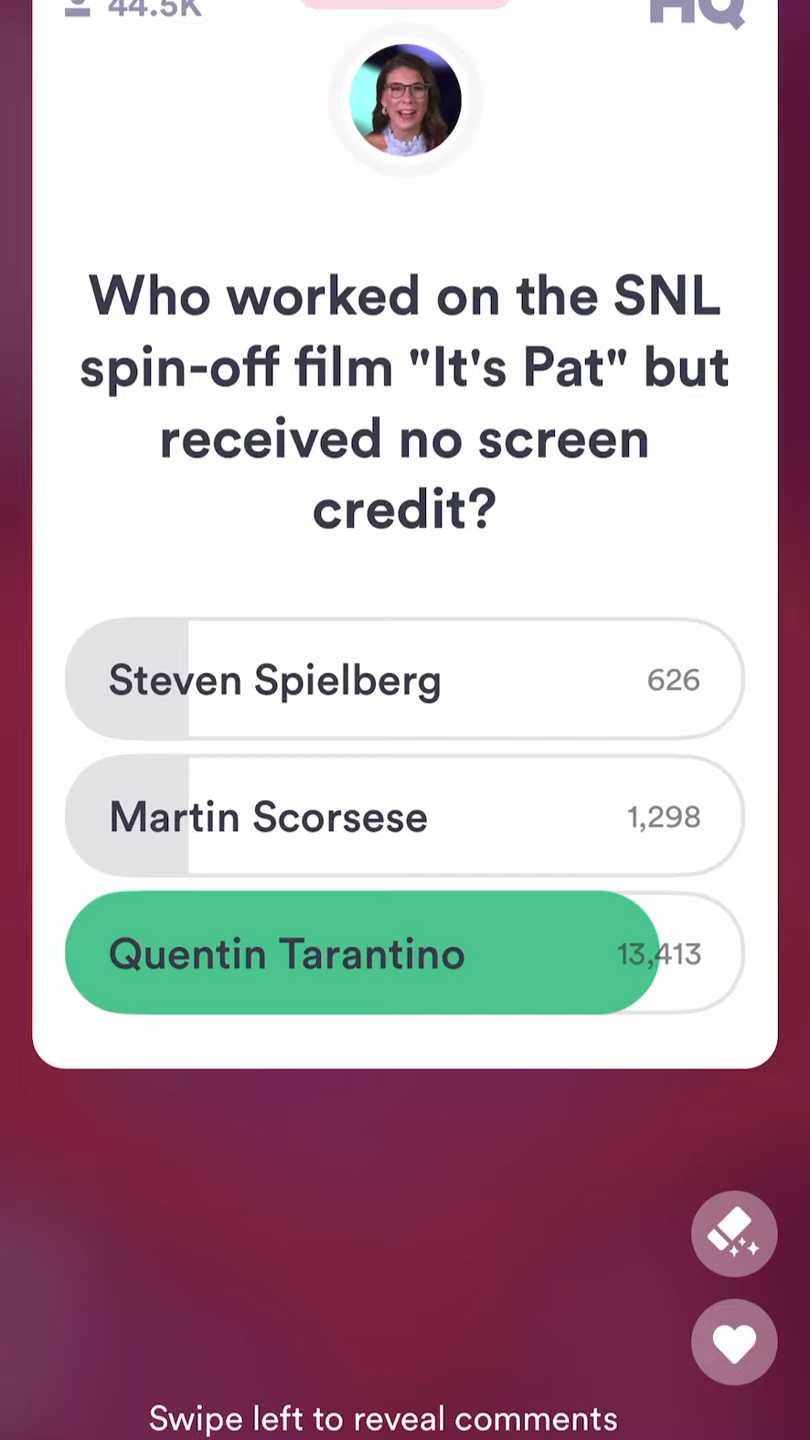 44.5K
HQ
Who worked on the SNL
spin-off film "It's Pat" but
received no screen
credit?
Steven Spielberg 626
Martin Scorsese 1,298
Quentin Tarantino 13,413
Swipe left to reveal comments